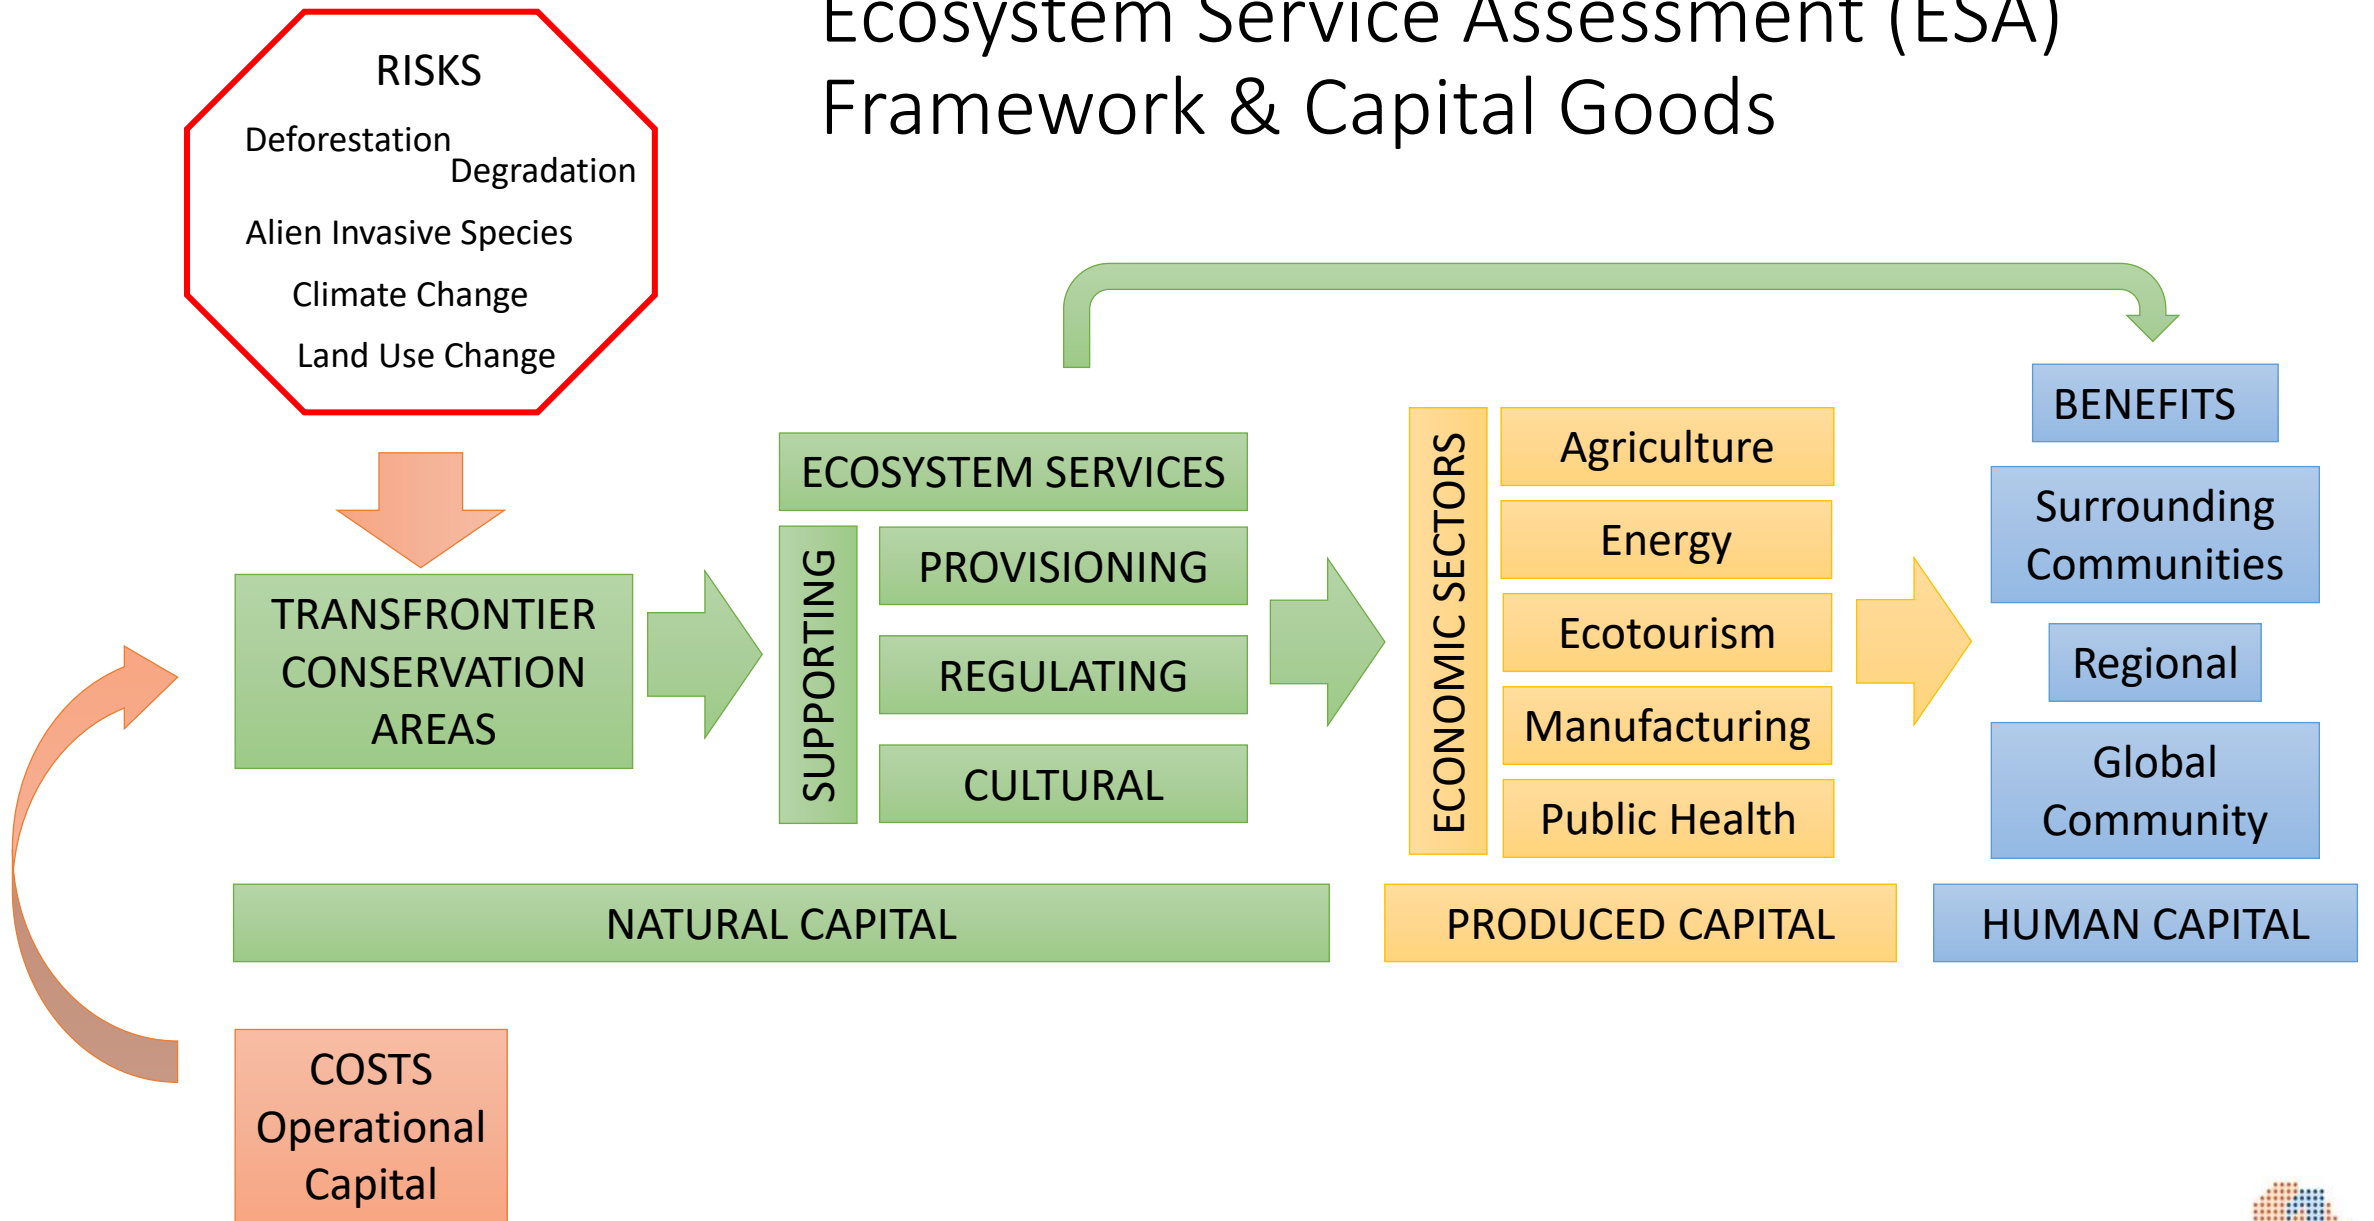 Ecosystem Service Assessment (ESA)
Framework & Capital Goods
RISKS
Deforestation
Degradation
Alien Invasive Species
Climate Change
Land Use Change
TRANSFRONTIER
CONSERVATION
AREAS
ECOSYSTEM SERVICES
SUPPORTING
PROVISIONING
REGULATING
CULTURAL
ECONOMIC SECTORS
Agriculture
Energy
Ecotourism
Manufacturing
Public Health
BENEFITS
Surrounding
Communities
Regional
Global
Community
NATURAL CAPITAL
PRODUCED CAPITAL
HUMAN CAPITAL
COSTS
Operational
Capital